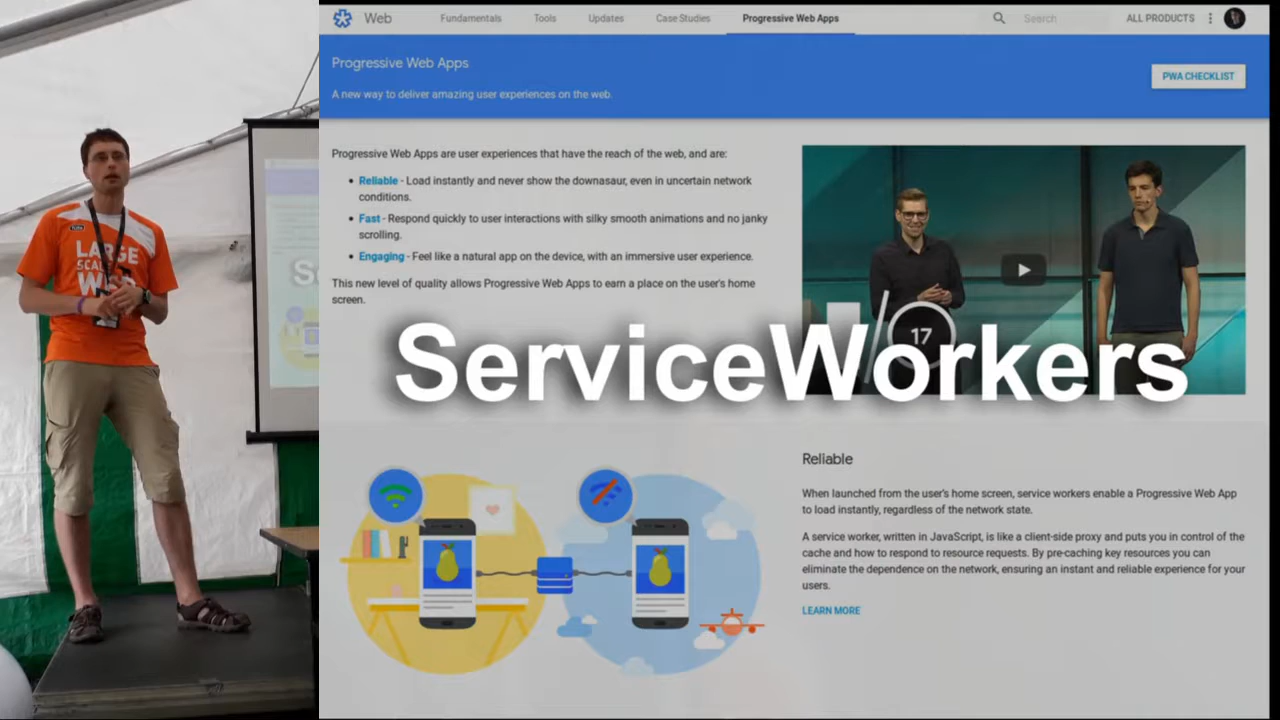 Web
Fundamentals
Tools
Updates
Case Studies
Progressive Web Apps
Search
ALL PRODUCTS
Progressive Web Apps
PWA CHECKLIST
A new way to deliver amazing user experiences on the web.
Progressive Web Apps are user experiences that have the reach of the web, and are:
Reliable - Load instantly and never show the downasaur, even in uncertain network
conditions.
Fast - Respond quickly to user interactions with silky smooth animations and no janky
scrolling.
Engaging - Feel like a natural app on the device, with an immersive user experience.
This new level of quality allows Progressive Web Apps to earn a place on the user's home
screen.
I/O
17
ServiceWorkers
Reliable
When launched from the user's home screen, service workers enable a Progressive Web App
to load instantly, regardless of the network state.
A service worker, written in JavaScript, is like a client-side proxy and puts you in control of the
cache and how to respond to resource requests. By pre-caching key resources you can
eliminate the dependence on the network, ensuring an instant and reliable experience for your
users.
LEARN MORE
LARGE